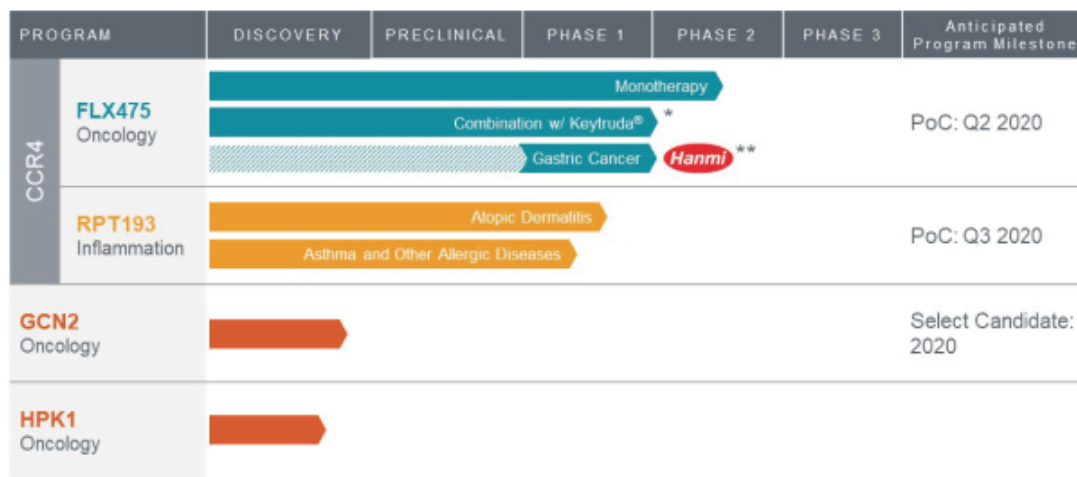 PROGRAM DISCOVERY PRECLINICAL PHASE 1 PHASE 2 PHASE 3 Anticipated
Program Milestone
CCR4
FLX475
Oncology
Monotherapy
Combination w/ Keytruda® *
Gastric Cancer Hanmi **
PoC: Q2 2020
RPT193
Inflammation
Atopic Dermatitis
Asthma and Other Allergic Diseases
PoC: Q3 2020
GCN2
Oncology
Select Candidate:
2020
HPK1
Oncology